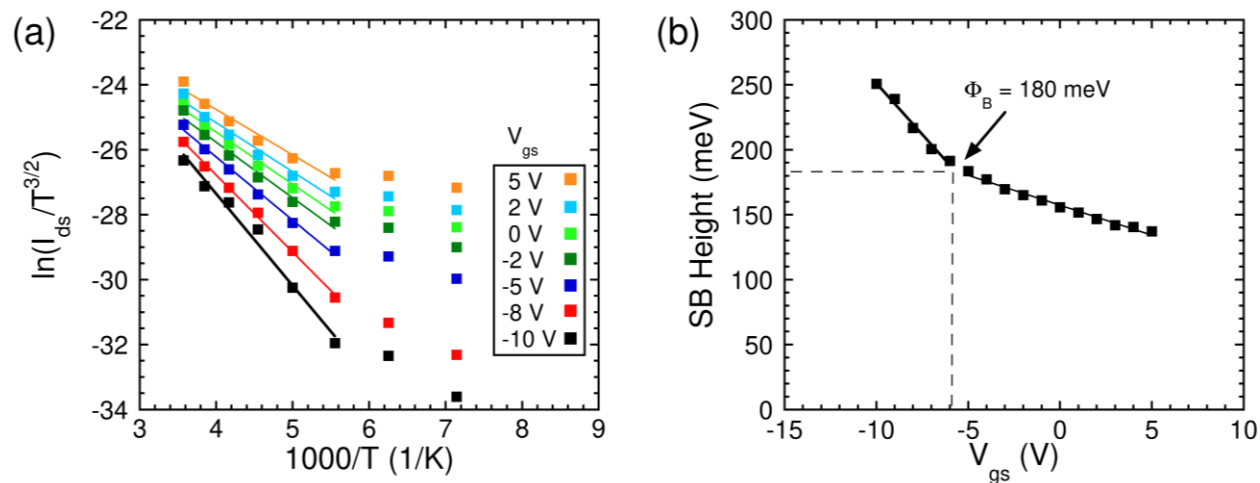 (a)
-22
-24
-26
-28
-30
-32
-34
ln(I_ds/T^3/2)
3 4 5 6 7 8 9
1000/T (1/K)
V_gs
5 V
2 V
0 V
-2 V
-5 V
-8 V
-10 V
(b)
300
250
200
150
100
50
0
SB Height (meV)
Φ_B = 180 meV
-15 -10 -5 0 5 10
V_gs (V)